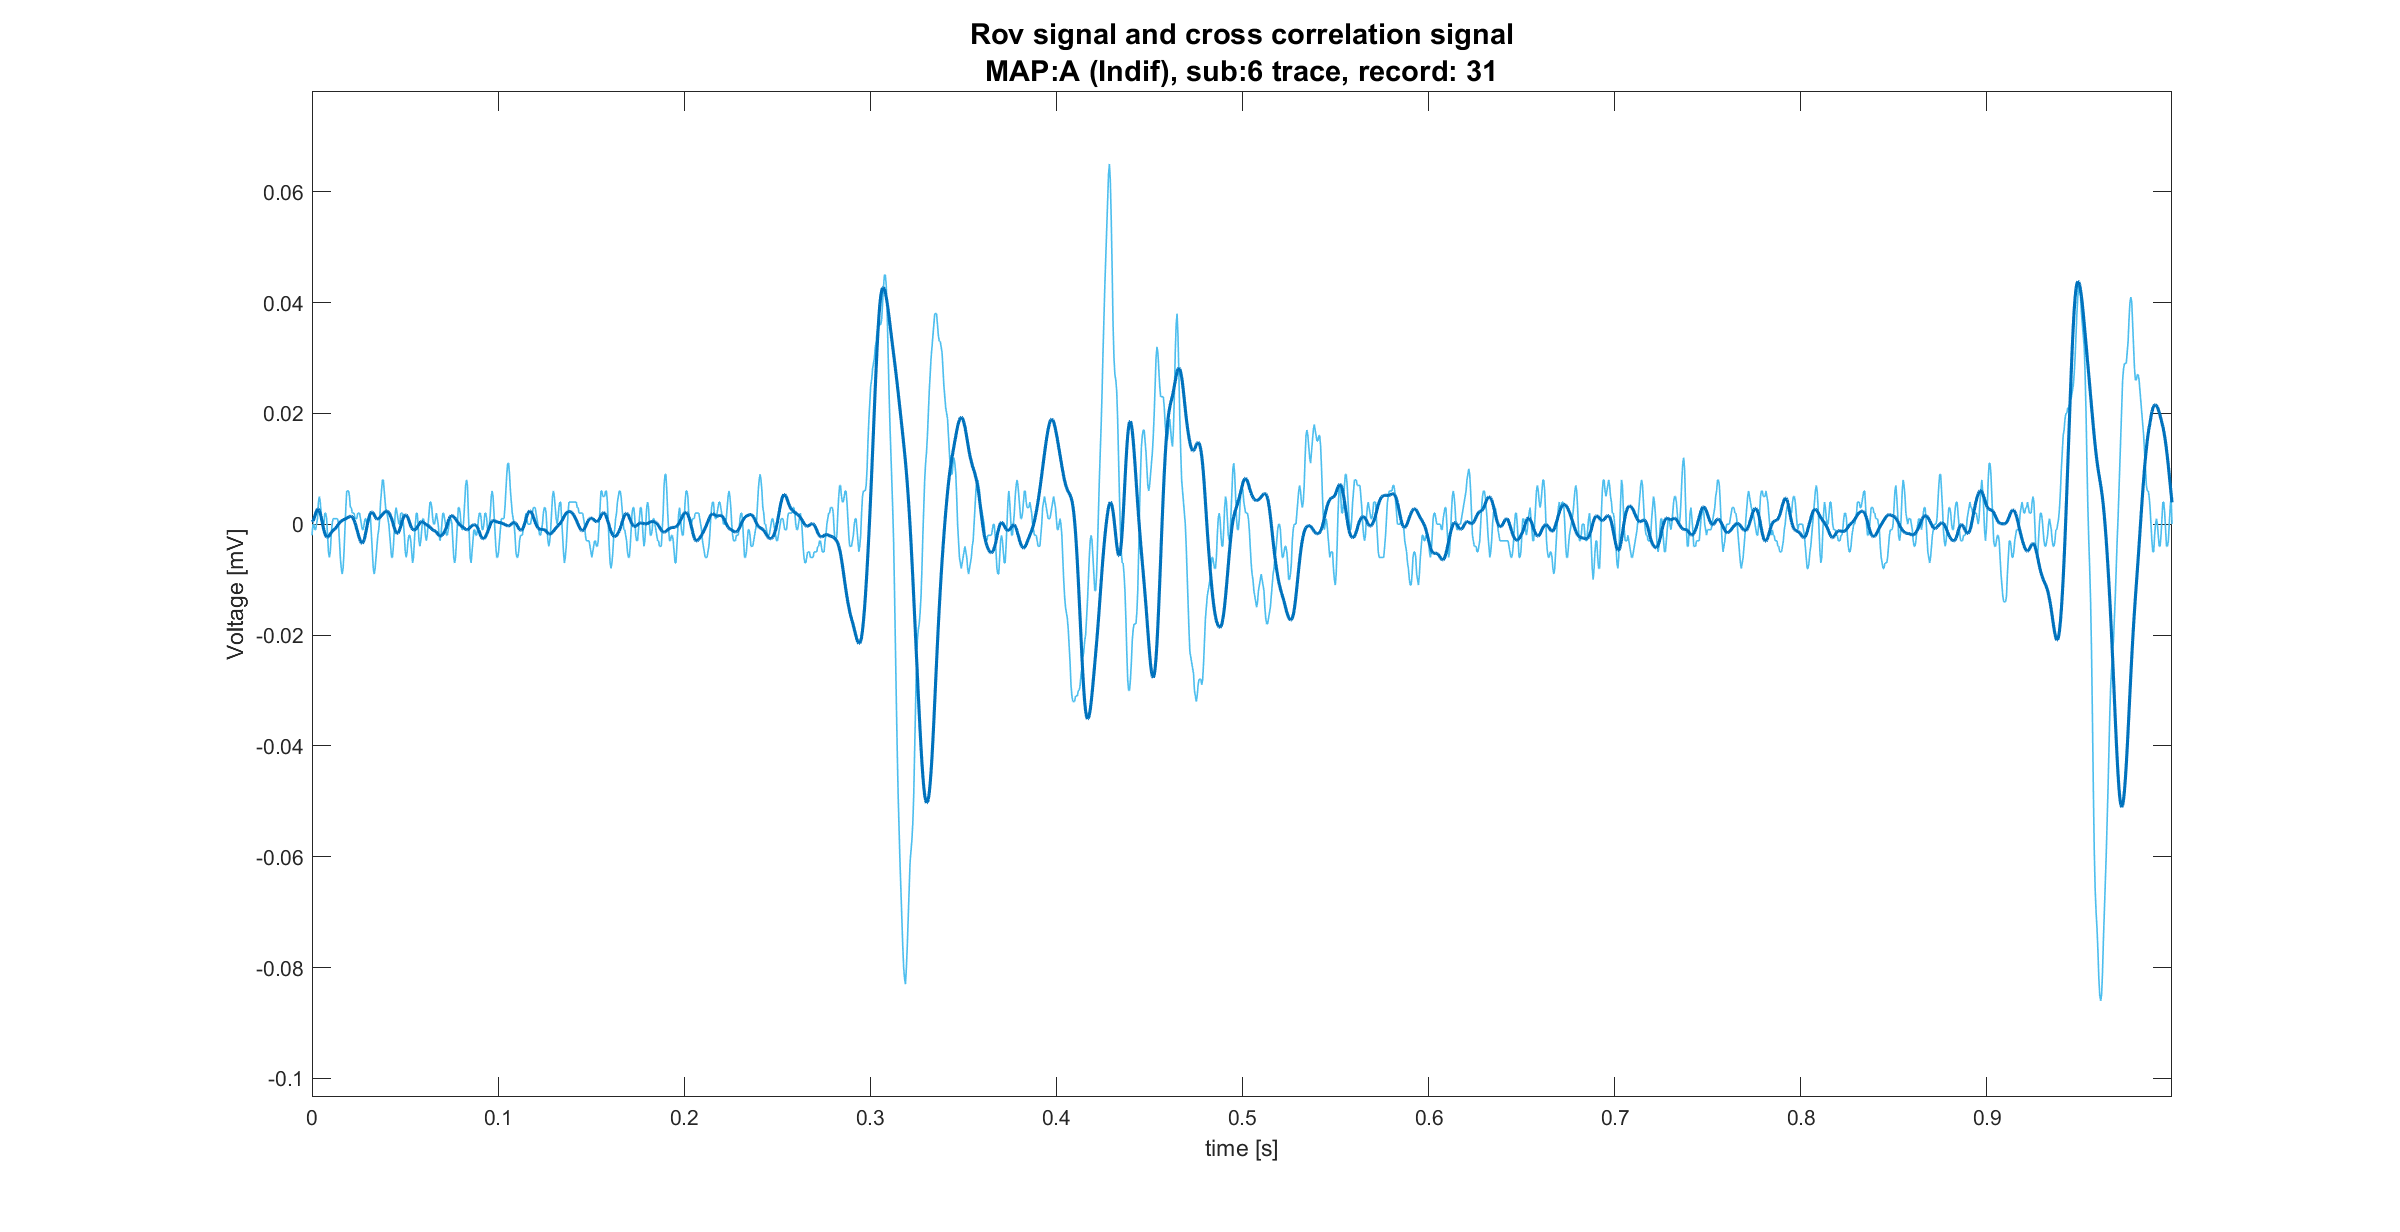 Rov signal and cross correlation signal
MAP:A (Indif), sub:6 trace, record: 31
0.06
0.04
0.02
0
-0.02
-0.04
-0.06
-0.08
-0.1
Voltage [mV]
0 0.1 0.2 0.3 0.4 0.5 0.6 0.7 0.8 0.9
time [s]